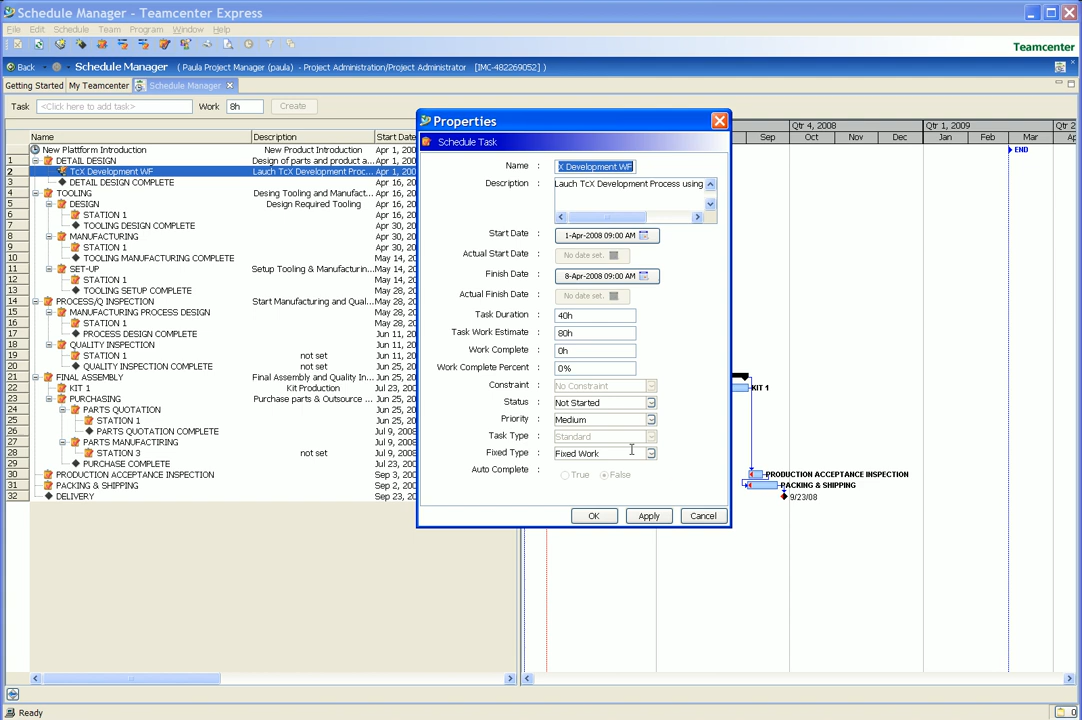 Schedule Manager - Teamcenter Express
File Edit Schedule Team Program Window Help
Teamcenter
Back Schedule Manager ( Paula Project Manager (paula) - Project Administration/Project Administrator [IMC-482269052] )
Getting Started My Teamcenter Schedule Manager
Task <Click here to add task> Work 8h Create
Name Description Start Date
New Plattform Introduction New Product Introduction Apr 1, 200
1 DETAIL DESIGN Design of parts and product a... Apr 1, 200
2 TcX Development WF Lauch TcX Development Proc... Apr 1, 200
3 DETAIL DESIGN COMPLETE Apr 16, 20
4 TOOLING Desing Tooling and Manufact... Apr 16, 20
5 DESIGN Design Required Tooling Apr 16, 20
6 STATION 1 Apr 16, 20
7 TOOLING DESIGN COMPLETE Apr 30, 20
8 MANUFACTURING Apr 30, 20
9 STATION 1 Apr 30, 20
10 TOOLING MANUFACTURING COMPLETE May 14, 20
11 SET-UP Setup Tooling & Manufacturin... May 14, 20
12 STATION 1 May 14, 20
13 TOOLING SETUP COMPLETE May 28, 20
14 PROCESS/Q INSPECTION Start Manufacturing and Qual... May 28, 20
15 MANUFACTURING PROCESS DESIGN May 28, 20
16 STATION 1 May 28, 20
17 PROCESS DESIGN COMPLETE Jun 11, 20
18 QUALITY INSPECTION Jun 11, 20
19 STATION 1 not set Jun 11, 20
20 QUALITY INSPECTION COMPLETE not set Jun 25, 20
21 FINAL ASSEMBLY Final Assembly and Quality In... Jun 25, 20
22 KIT 1 Kit Production Jul 23, 200
23 PURCHASING Purchase parts & Outsource ... Jun 25, 20
24 PARTS QUOTATION Jun 25, 20
25 STATION 1 Jun 25, 20
26 PARTS QUOTATION COMPLETE Jul 9, 2008
27 PARTS MANUFACTIRING Jul 9, 2008
28 STATION 3 not set Jul 9, 2008
29 PURCHASE COMPLETE Jul 23, 200
30 PRODUCTION ACCEPTANCE INSPECTION Sep 3, 200
31 PACKING & SHIPPING Sep 2, 200
32 DELIVERY Sep 23, 20
Properties
Schedule Task
Name : X Development WF
Description : Lauch TcX Development Process using
Start Date : 1-Apr-2008 09:00 AM
Actual Start Date : No date set.
Finish Date : 8-Apr-2008 09:00 AM
Actual Finish Date : No date set.
Task Duration : 40h
Task Work Estimate : 80h
Work Complete : 0h
Work Complete Percent : 0%
Constraint : No Constraint
Status : Not Started
Priority : Medium
Task Type : Standard
Fixed Type : Fixed Work
Auto Complete : True False
OK Apply Cancel
Qtr 4, 2008 Qtr 1, 2009 Qtr 2
Sep Oct Nov Dec Jan Feb Mar Ap
END
KIT 1
PRODUCTION ACCEPTANCE INSPECTION
PACKING & SHIPPING
9/23/08
Ready 0